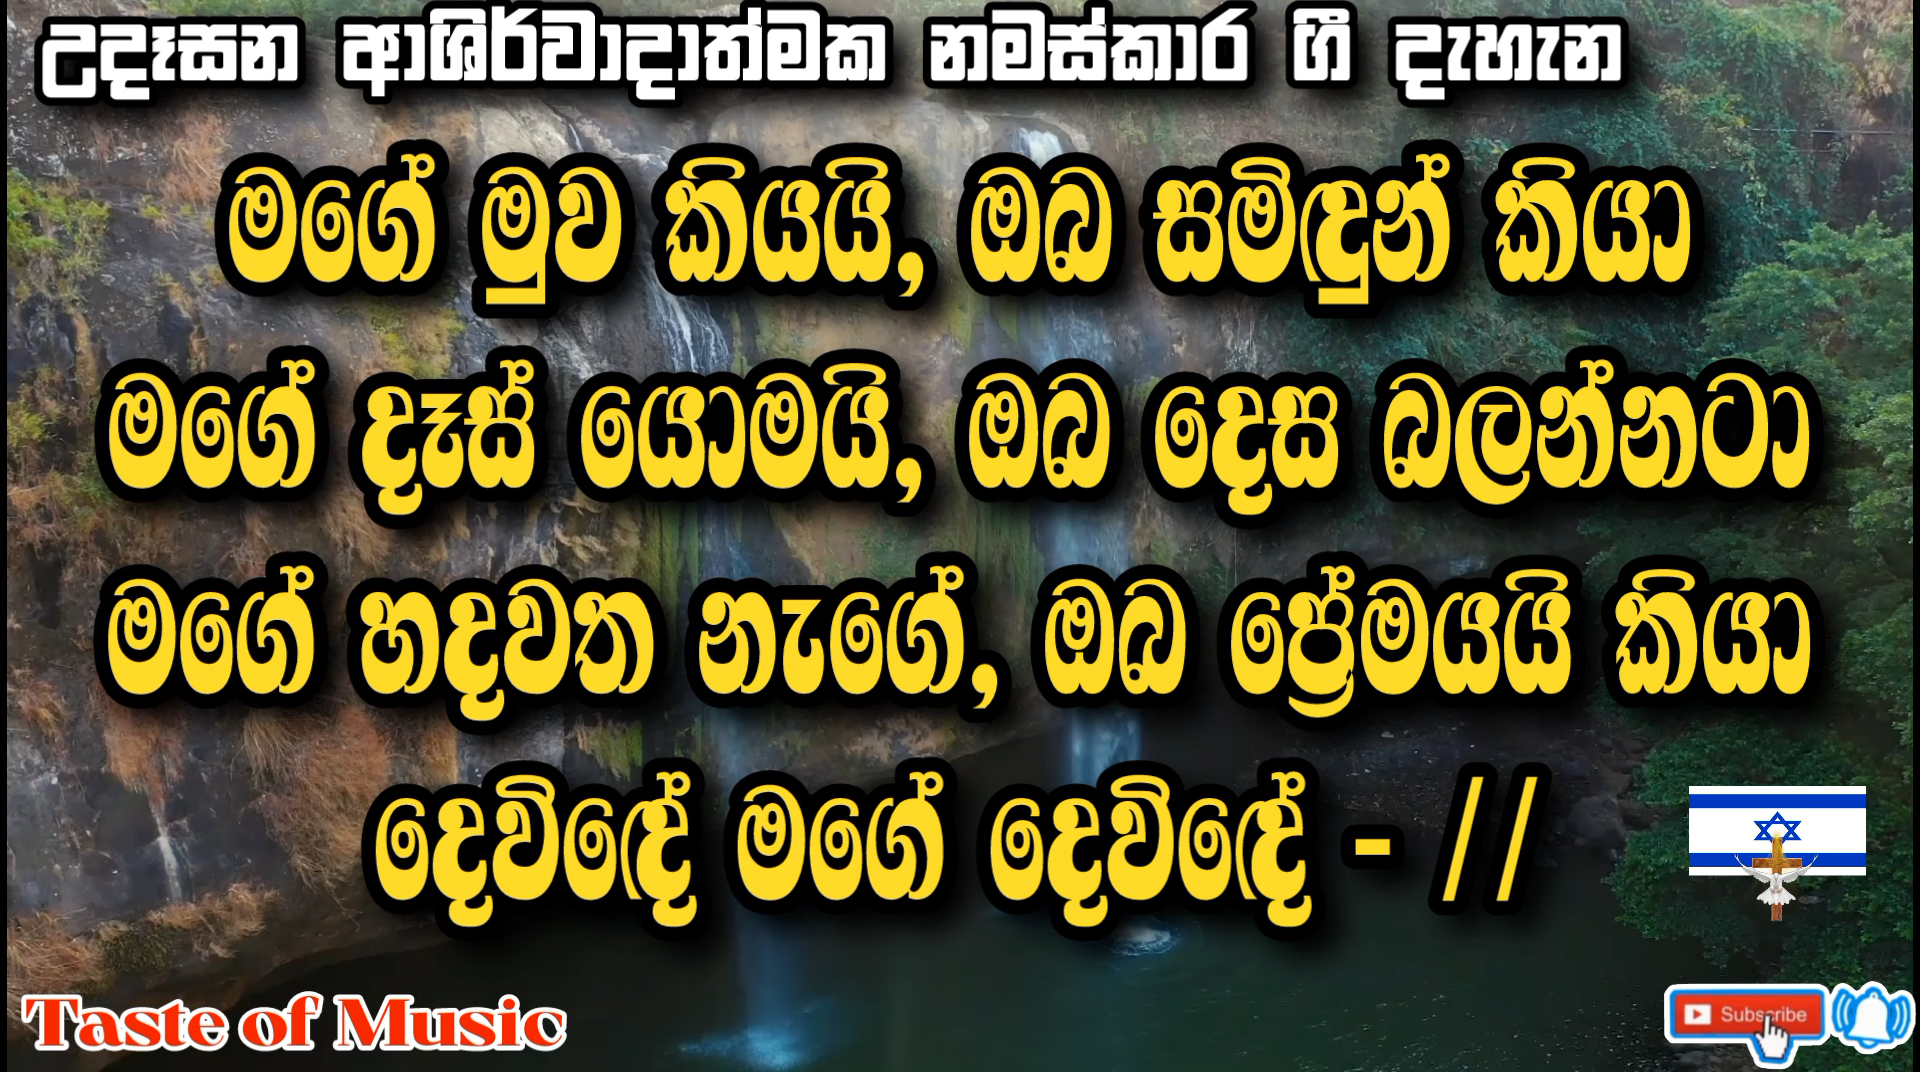 උදෑසන ආශිර්වාදාත්මක නමස්කාර ගී දැහැන
මගේ මුව කියයි, ඔබ සමිඳුන් කියා
මගේ දෑස් යොමයි, ඔබ දෙස බලන්නටා
මගේ හදවත නැගේ, ඔබ ප්‍රේමයයි කියා
දෙවිඳේ මගේ දෙවිඳේ - //
Taste of Music
Subscribe